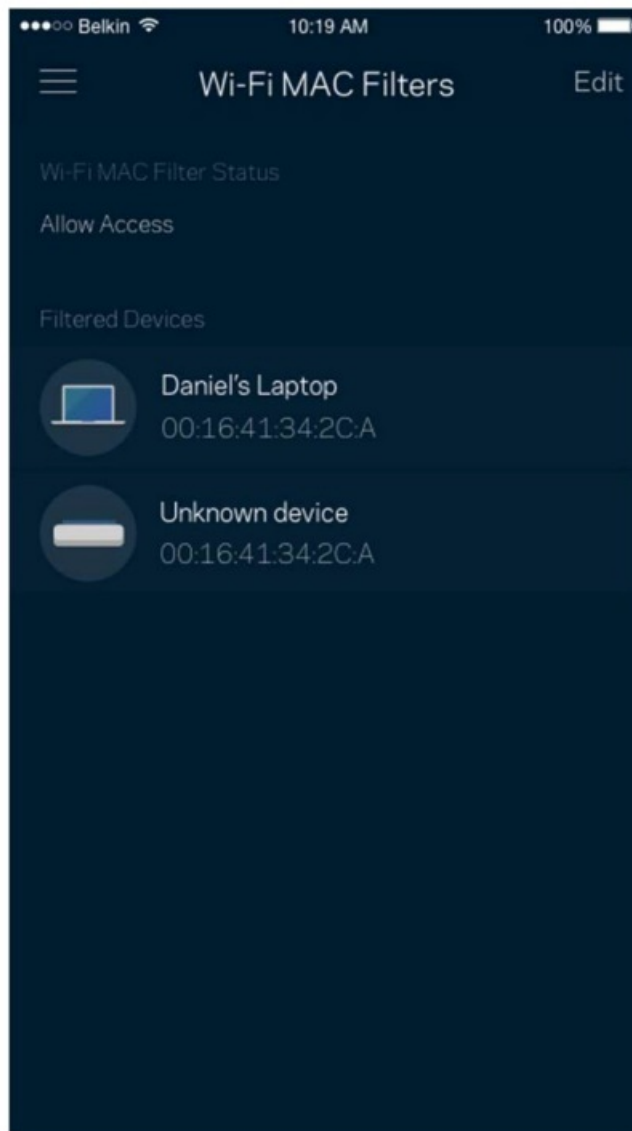 Belkin 10:19 AM 100%
Wi-Fi MAC Filters Edit
Wi-Fi MAC Filter Status
Allow Access
Filtered Devices
Daniel's Laptop
00:16:41:34:2C:A
Unknown device
00:16:41:34:2C:A